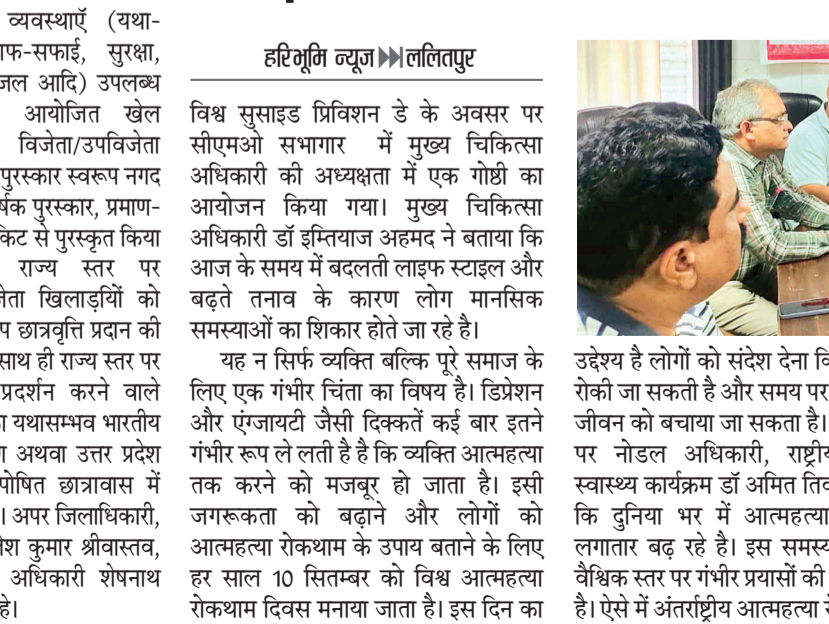 व्यवस्थाएँ (यथा-
साफ-सफाई, सुरक्षा,
जल आदि) उपलब्ध
आयोजित खेल
विजेता/उपविजेता
पुरस्कार स्वरूप नगद
पुरस्कार, प्रमाण-
से पुरस्कृत किया
राज्य स्तर पर
खिलाड़ियों को
छात्रवृत्ति प्रदान की
साथ ही राज्य स्तर पर
प्रदर्शन करने वाले
यथासम्भव भारतीय
अथवा उत्तर प्रदेश
पोषित छात्रावास में
। अपर जिलाधिकारी,
कुमार श्रीवास्तव,
अधिकारी शेषनाथ
हे।
हरिभूमि न्यूज ललितपुर
विश्व सुसाइड प्रिविशन डे के अवसर पर
सीएमओ सभागार में मुख्य चिकित्सा
अधिकारी की अध्यक्षता में एक गोष्ठी का
आयोजन किया गया। मुख्य चिकित्सा
अधिकारी डॉ इम्तियाज अहमद ने बताया कि
आज के समय में बदलती लाइफ स्टाइल और
बढ़ते तनाव के कारण लोग मानसिक
समस्याओं का शिकार होते जा रहे है।
यह न सिर्फ व्यक्ति बल्कि पूरे समाज के
लिए एक गंभीर चिंता का विषय है। डिप्रेशन
और एंग्जायटी जैसी दिक्कतें कई बार इतने
गंभीर रूप ले लती है है कि व्यक्ति आत्महत्या
तक करने को मजबूर हो जाता है। इसी
जगरूकता को बढ़ाने और लोगों को
आत्महत्या रोकथाम के उपाय बताने के लिए
हर साल 10 सितम्बर को विश्व आत्महत्या
रोकथाम दिवस मनाया जाता है। इस दिन का
उद्देश्य है लोगों को संदेश देना
रोकी जा सकती है और समय पर
जीवन को बचाया जा सकता है।
पर नोडल अधिकारी,
स्वास्थ्य कार्यक्रम डॉ अमित
कि दुनिया भर में आत्महत्या
लगातार बढ़ रहे है। इस
वैश्विक स्तर पर गंभीर प्रयासों की
है। ऐसे में अंतर्राष्ट्रीय आत्महत्या